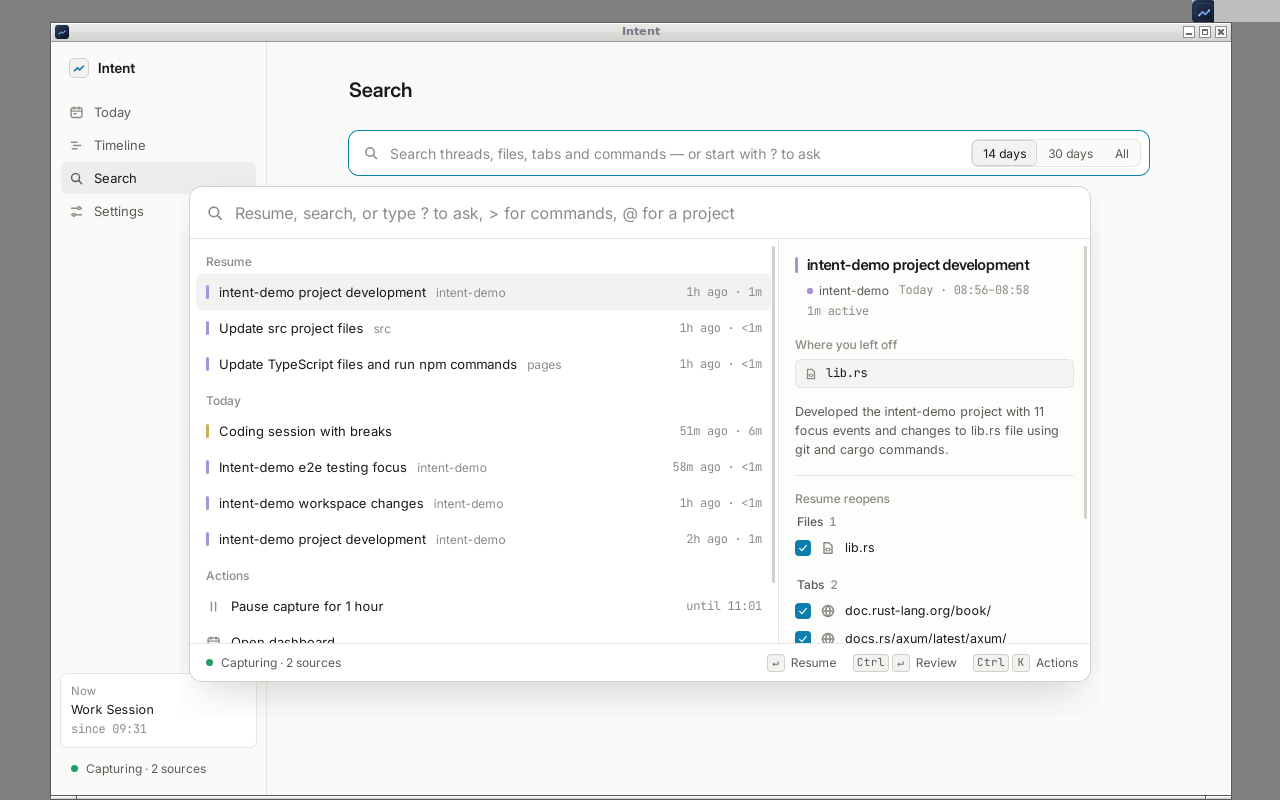 Intent
Intent
Today
Timeline
Search
Settings
Search
Search threads, files, tabs and commands — or start with ? to ask
14 days
30 days
All
Resume, search, or type ? to ask, > for commands, @ for a project
Resume
intent-demo project development intent-demo 1h ago · 1m
Update src project files src 1h ago · <1m
Update TypeScript files and run npm commands pages 1h ago · <1m
Today
Coding session with breaks 51m ago · 6m
Intent-demo e2e testing focus intent-demo 58m ago · <1m
intent-demo workspace changes intent-demo 1h ago · <1m
intent-demo project development intent-demo 2h ago · 1m
Actions
Pause capture for 1 hour until 11:01
Open dashboard
intent-demo project development
intent-demo Today · 08:56–08:58
1m active
Where you left off
lib.rs
Developed the intent-demo project with 11
focus events and changes to lib.rs file using
git and cargo commands.
Resume reopens
Files 1
lib.rs
Tabs 2
doc.rust-lang.org/book/
docs.rs/axum/latest/axum/
Capturing · 2 sources
↵ Resume Ctrl ↵ Review Ctrl K Actions
Now
Work Session
since 09:31
Capturing · 2 sources